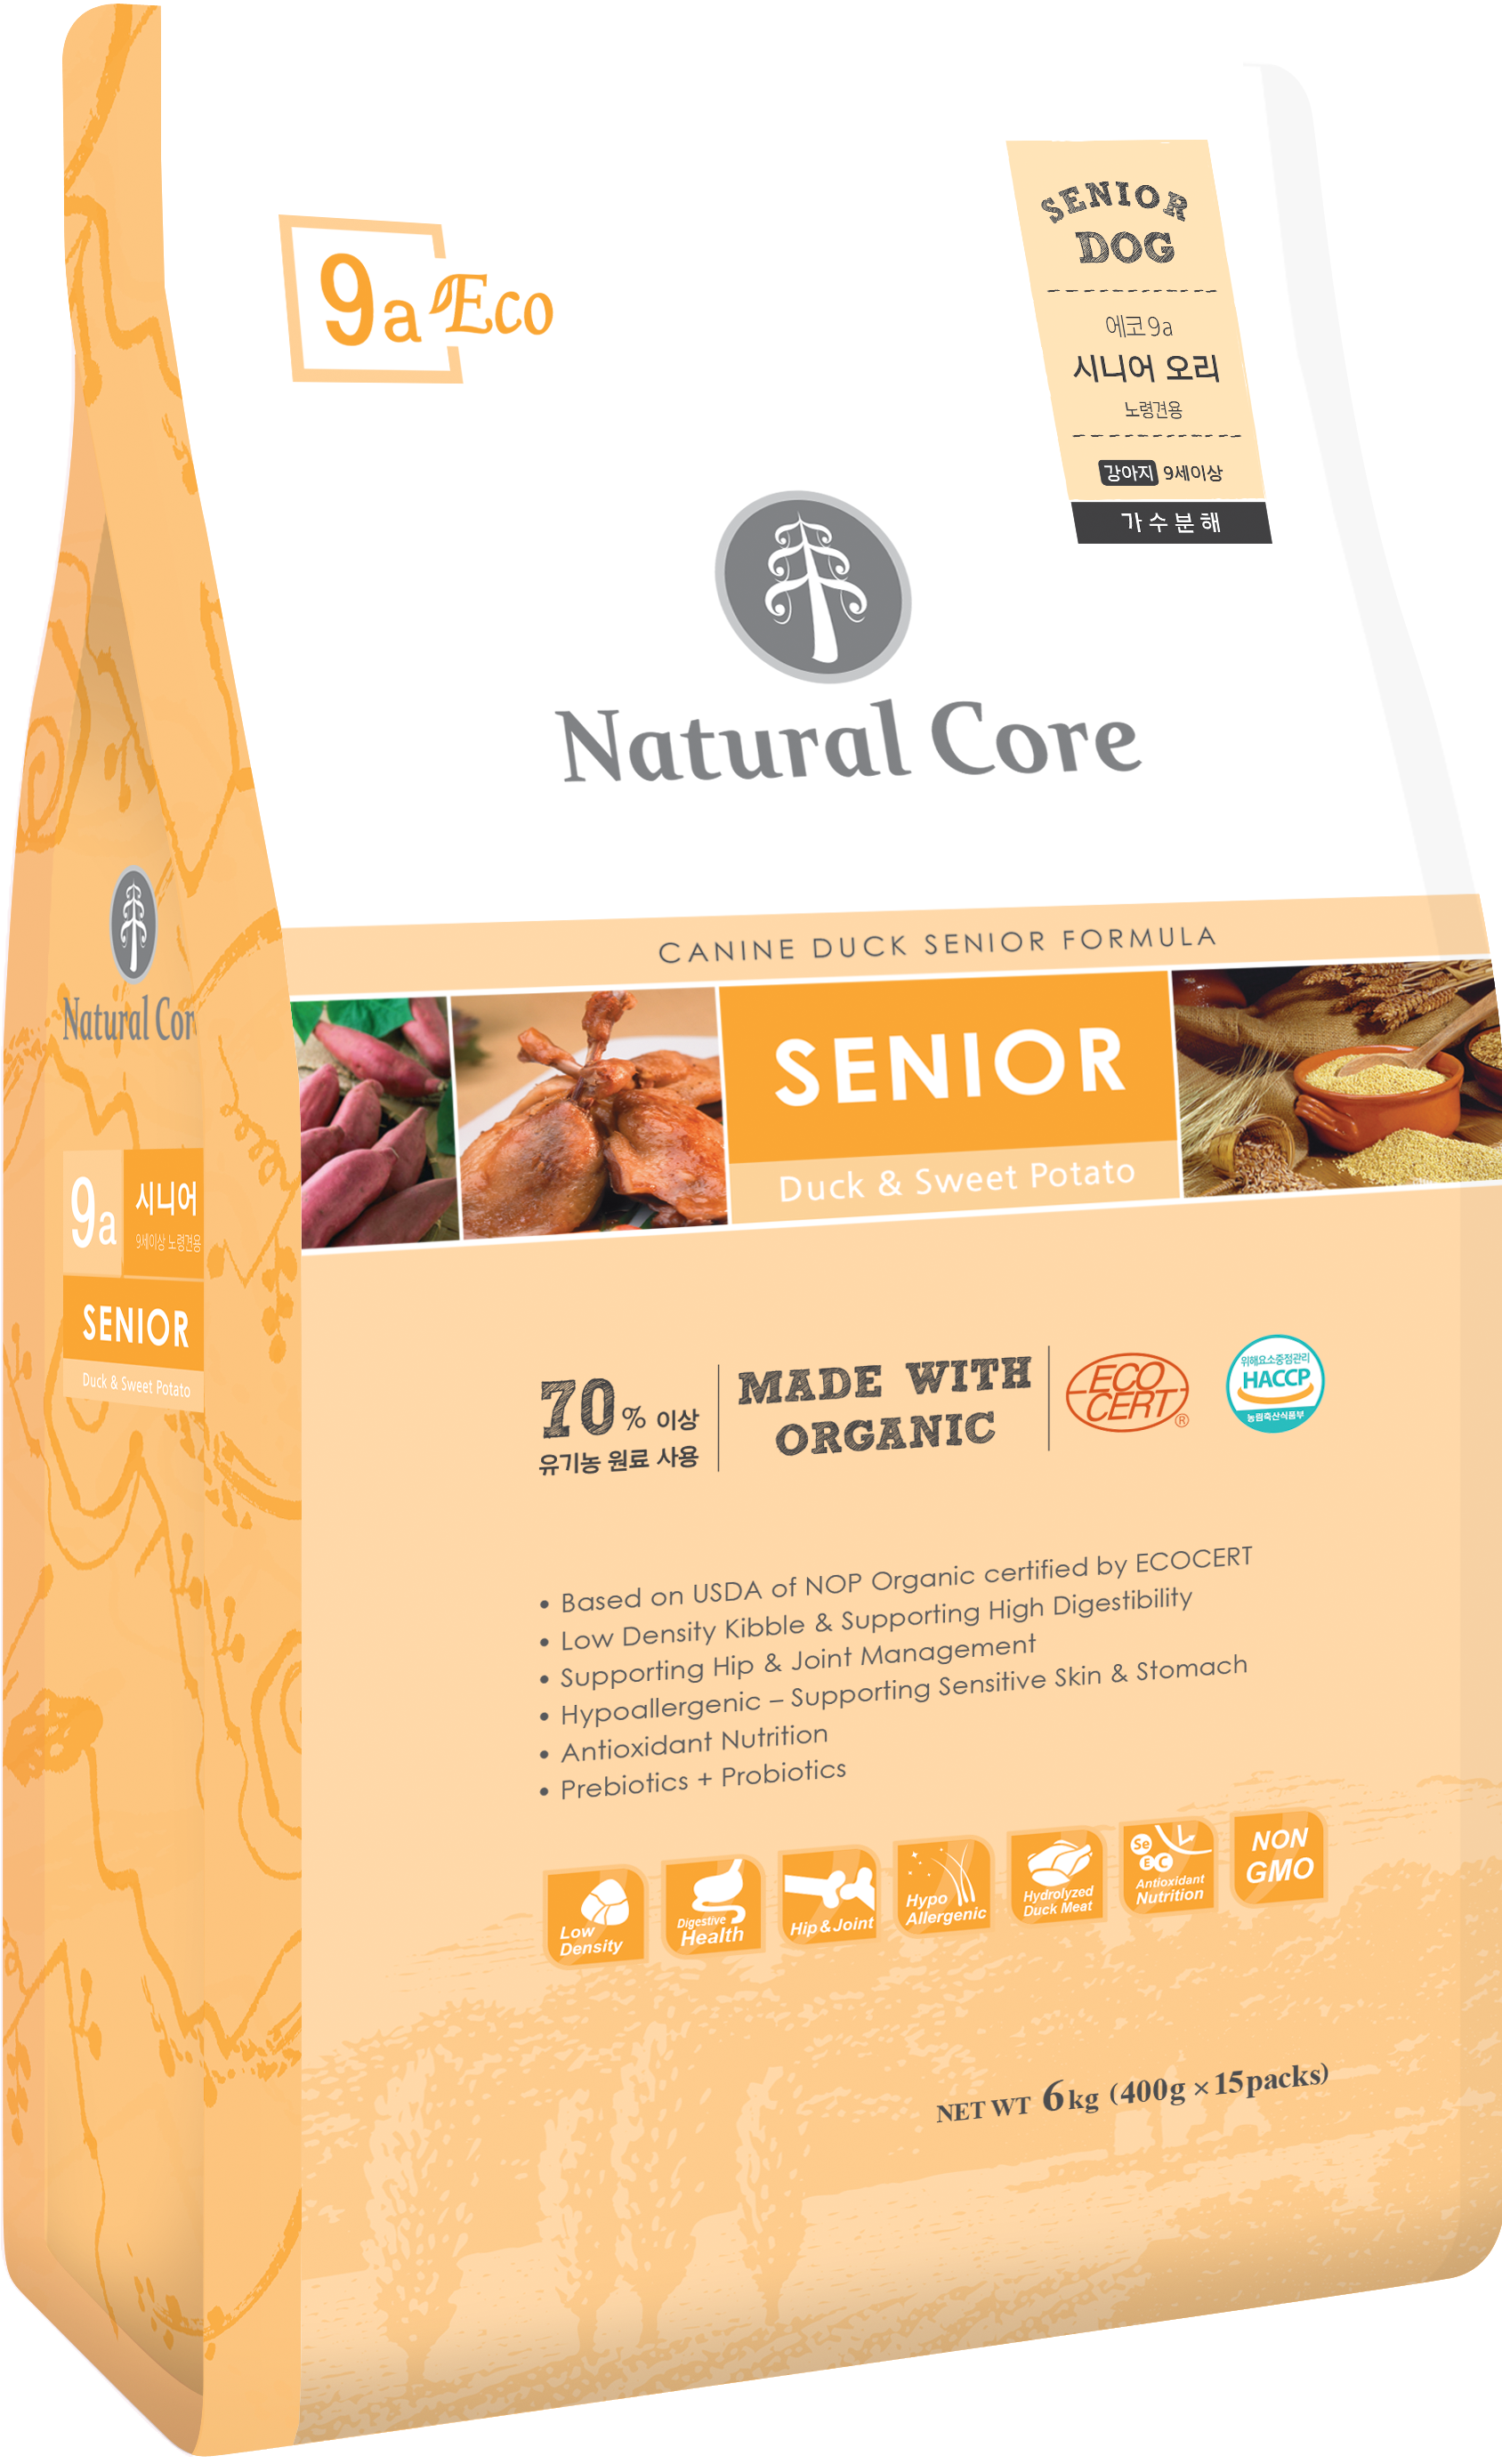 9a Eco
SENIOR
DOG
에코9a
시니어 오리
노령견용
강아지 9세이상
가수분해
Natural Core
CANINE DUCK SENIOR FORMULA
SENIOR
Duck & Sweet Potato
70% 이상
유기농 원료 사용
MADE WITH
ORGANIC
ECO
CERT®
위해요소중점관리
HACCP
농림축산식품부
• Based on USDA of NOP Organic certified by ECOCERT
• Low Density Kibble & Supporting High Digestibility
• Supporting Hip & Joint Management
• Hypoallergenic – Supporting Sensitive Skin & Stomach
• Antioxidant Nutrition
• Prebiotics + Probiotics
Low
Density
Digestive
Health
Hip & Joint
Hypo
Allergenic
Hydrolyzed
Duck Meat
Se
E C
Antioxidant
Nutrition
NON
GMO
NET WT 6kg (400g × 15packs)
Natural Cor
9a
시니어
9세이상 노령견용
SENIOR
Duck & Sweet Potato